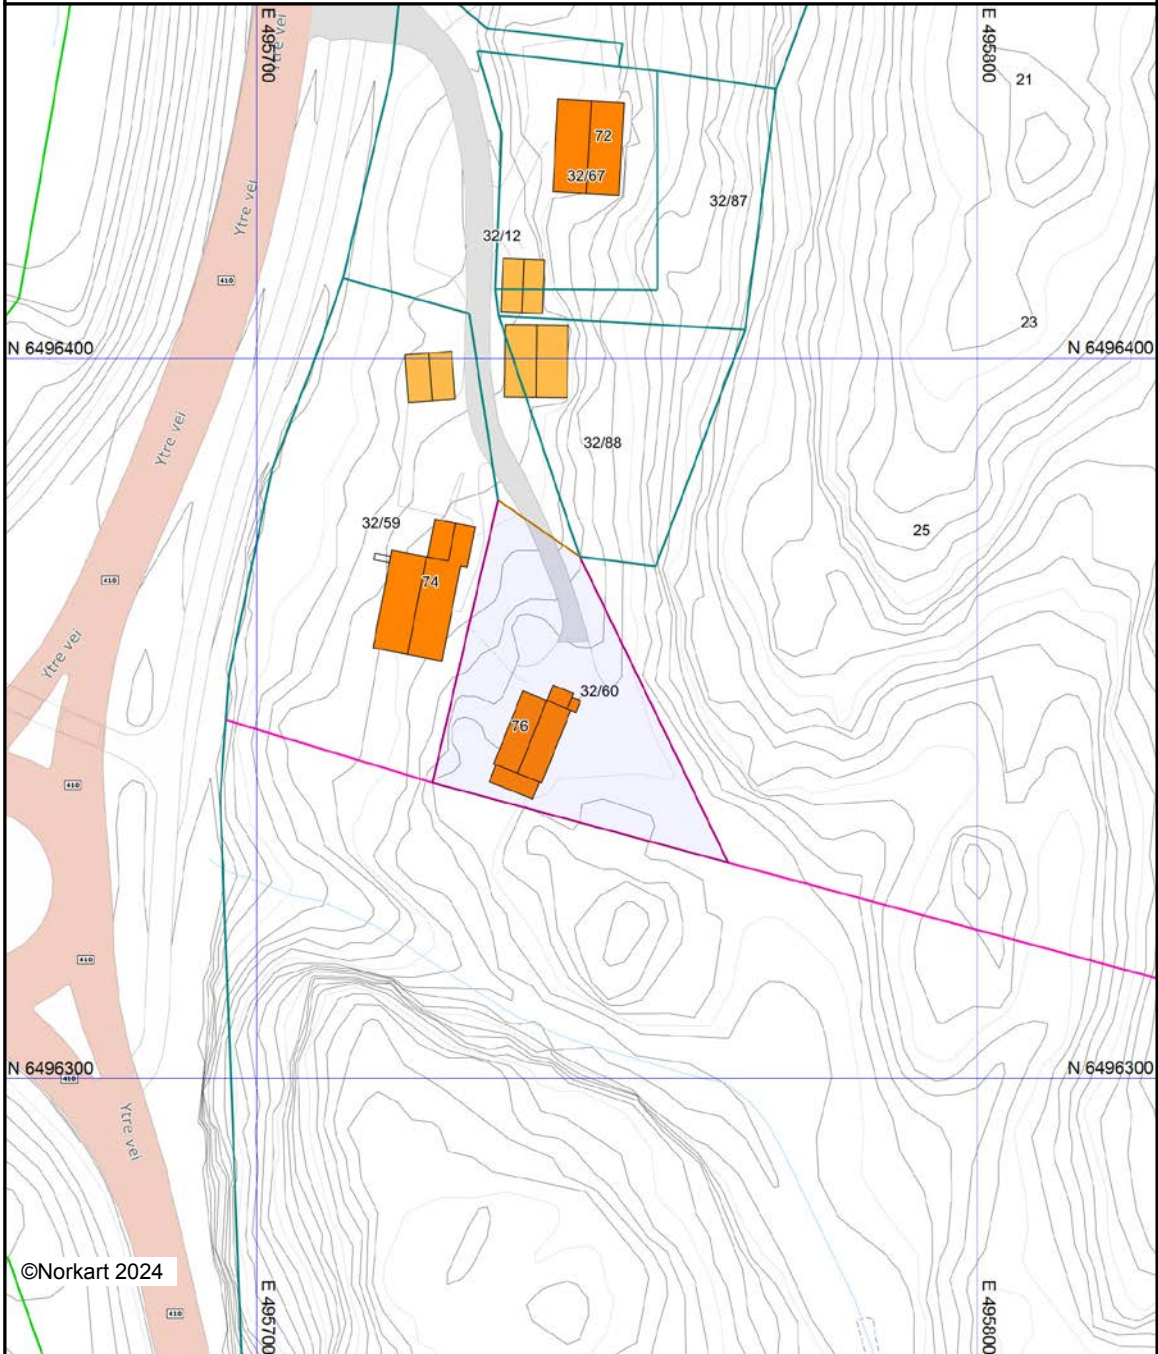 E 495700
Ytre vei
E 495800
21
72
32/67
32/87
Ytre vei
32/12
410
23
N 6496400
N 6496400
Ytre vei
32/88
32/59
25
410
74
Ytre vei
32/60
76
410
410
N 6496300
N 6496300
410
Ytre vei
©Norkart 2024
E 495700
E 495800
410